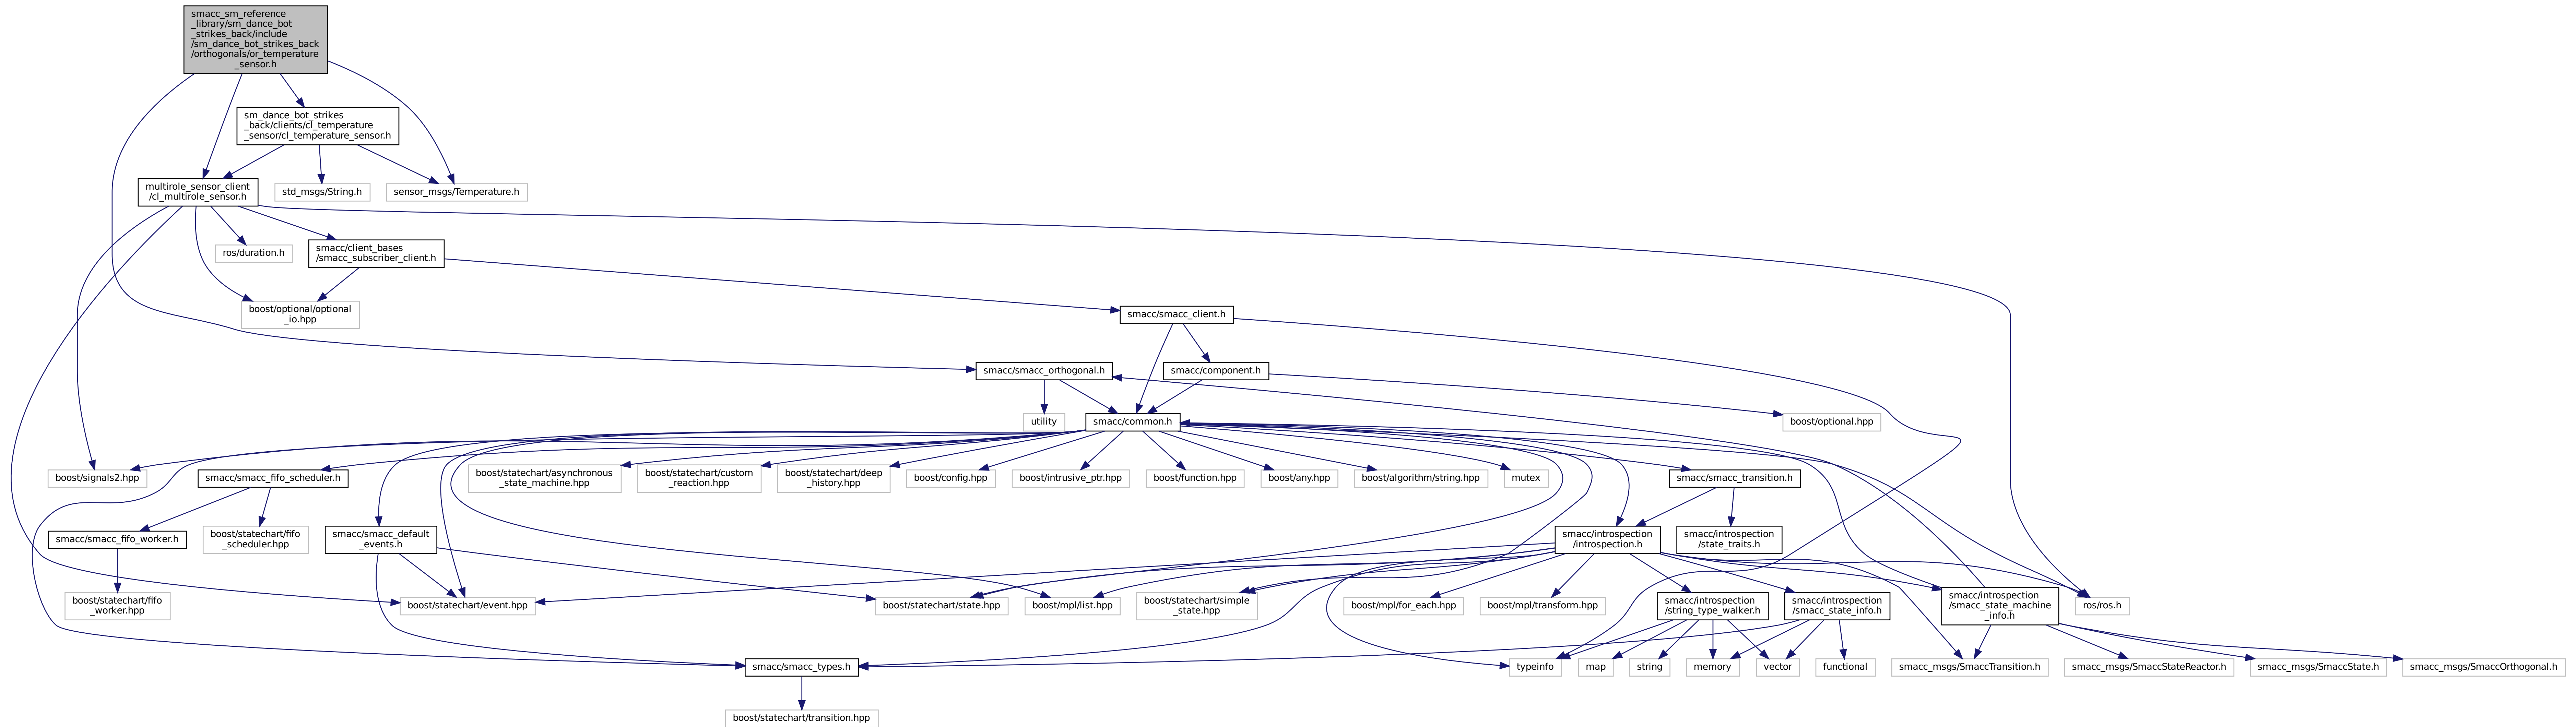 smacc_sm_reference
_library/sm_dance_bot
_strikes_back/include
/sm_dance_bot_strikes_back
/orthogonals/or_temperature
_sensor.h
sm_dance_bot_strikes
_back/clients/cl_temperature
_sensor/cl_temperature_sensor.h
multirole_sensor_client
/cl_multirole_sensor.h
std_msgs/String.h
sensor_msgs/Temperature.h
ros/duration.h
smacc/client_bases
/smacc_subscriber_client.h
boost/optional/optional
_io.hpp
smacc/smacc_client.h
smacc/smacc_orthogonal.h
smacc/component.h
utility
smacc/common.h
boost/optional.hpp
boost/signals2.hpp
smacc/smacc_fifo_scheduler.h
boost/statechart/asynchronous
_state_machine.hpp
boost/statechart/custom
_reaction.hpp
boost/statechart/deep
_history.hpp
boost/config.hpp
boost/intrusive_ptr.hpp
boost/function.hpp
boost/any.hpp
boost/algorithm/string.hpp
mutex
smacc/smacc_transition.h
smacc/smacc_fifo_worker.h
boost/statechart/fifo
_scheduler.hpp
smacc/smacc_default
_events.h
smacc/introspection
/introspection.h
smacc/introspection
/state_traits.h
boost/statechart/fifo
_worker.hpp
boost/statechart/event.hpp
boost/statechart/state.hpp
boost/mpl/list.hpp
boost/statechart/simple
_state.hpp
boost/mpl/for_each.hpp
boost/mpl/transform.hpp
smacc/introspection
/string_type_walker.h
smacc/introspection
/smacc_state_info.h
smacc/introspection
/smacc_state_machine
_info.h
ros/ros.h
smacc/smacc_types.h
typeinfo
map
string
memory
vector
functional
smacc_msgs/SmaccTransition.h
smacc_msgs/SmaccStateReactor.h
smacc_msgs/SmaccState.h
smacc_msgs/SmaccOrthogonal.h
boost/statechart/transition.hpp